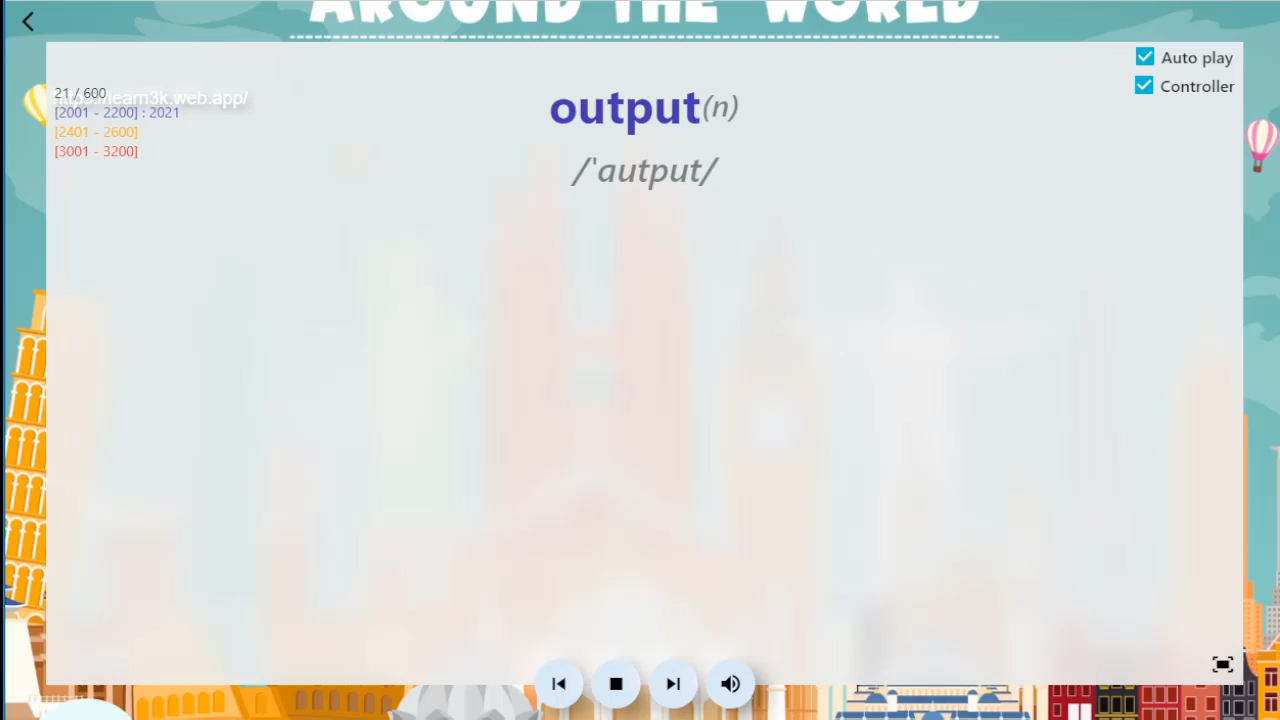 AROUND THE WORLD
Auto play
Controller
21 / 600
https://learn3k.web.app/
[2001 - 2200] : 2021
[2401 - 2600]
[3001 - 3200]
output(n)
/ˈautput/